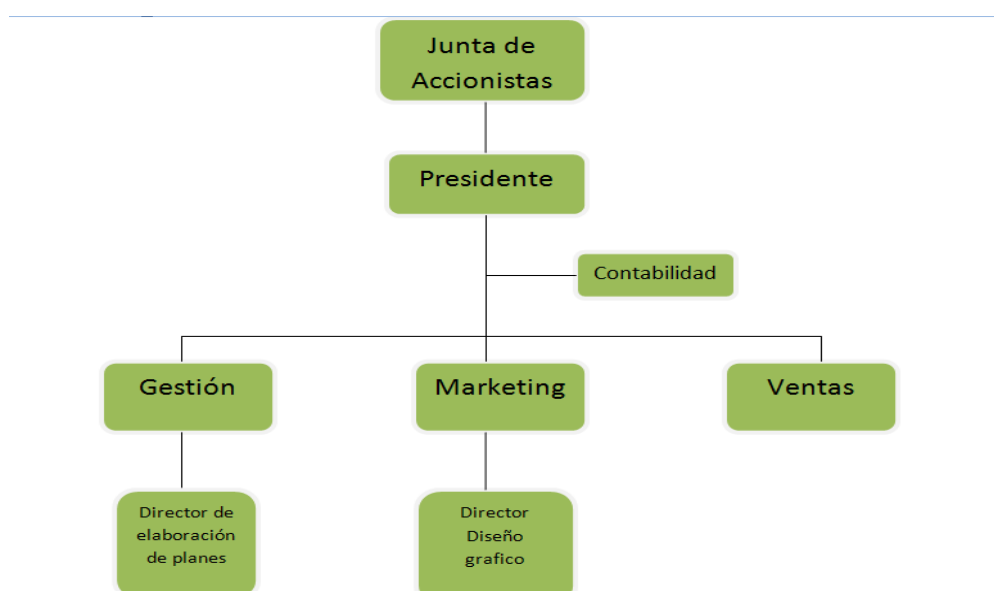 Junta de
Accionistas
Presidente
Contabilidad
Gestión
Marketing
Ventas
Director de
elaboración
de planes
Director
Diseño
grafico